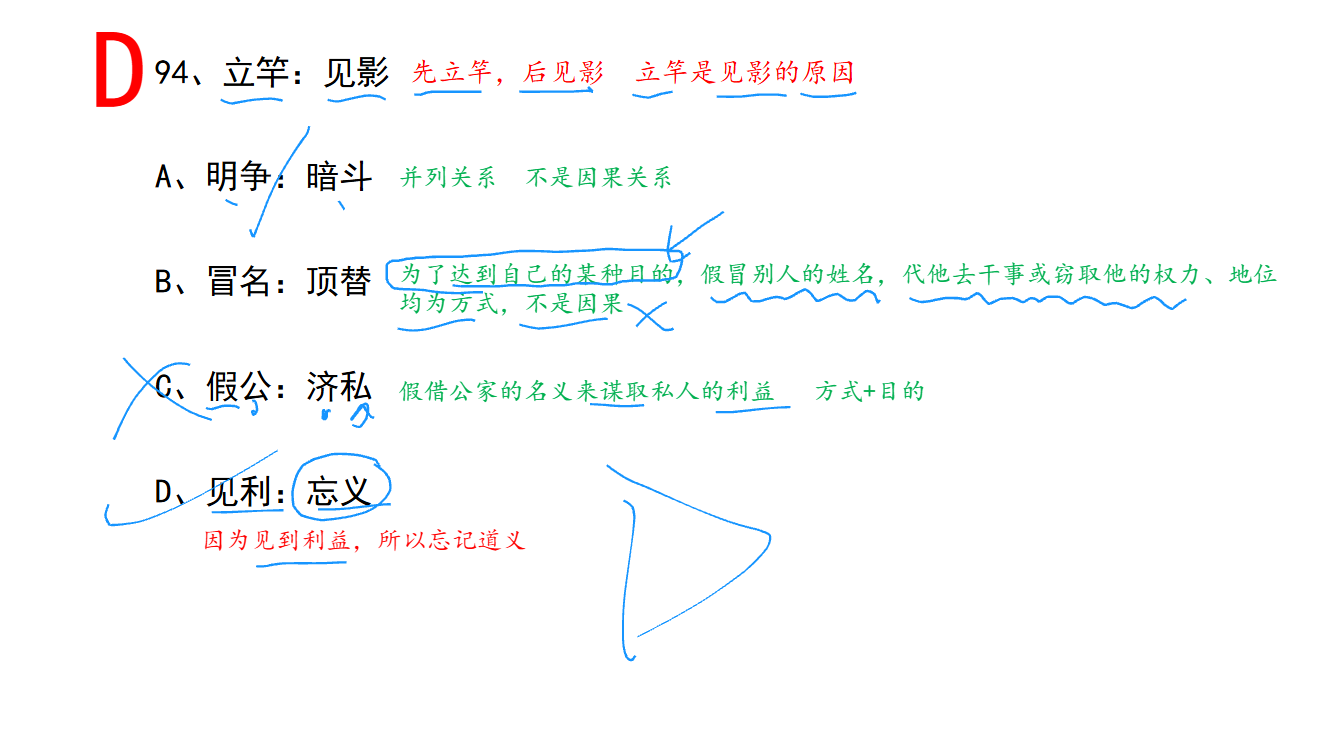 D 94、立竿：见影 先立竿，后见影 立竿是见影的原因
A、明争：暗斗 并列关系 不是因果关系
B、冒名：顶替 为了达到自己的某种目的，假冒别人的姓名，代他去干事或窃取他的权力、地位
均为方式，不是因果
C、假公：济私 假借公家的名义来谋取私人的利益 方式+目的
D、见利：忘义
因为见到利益，所以忘记道义